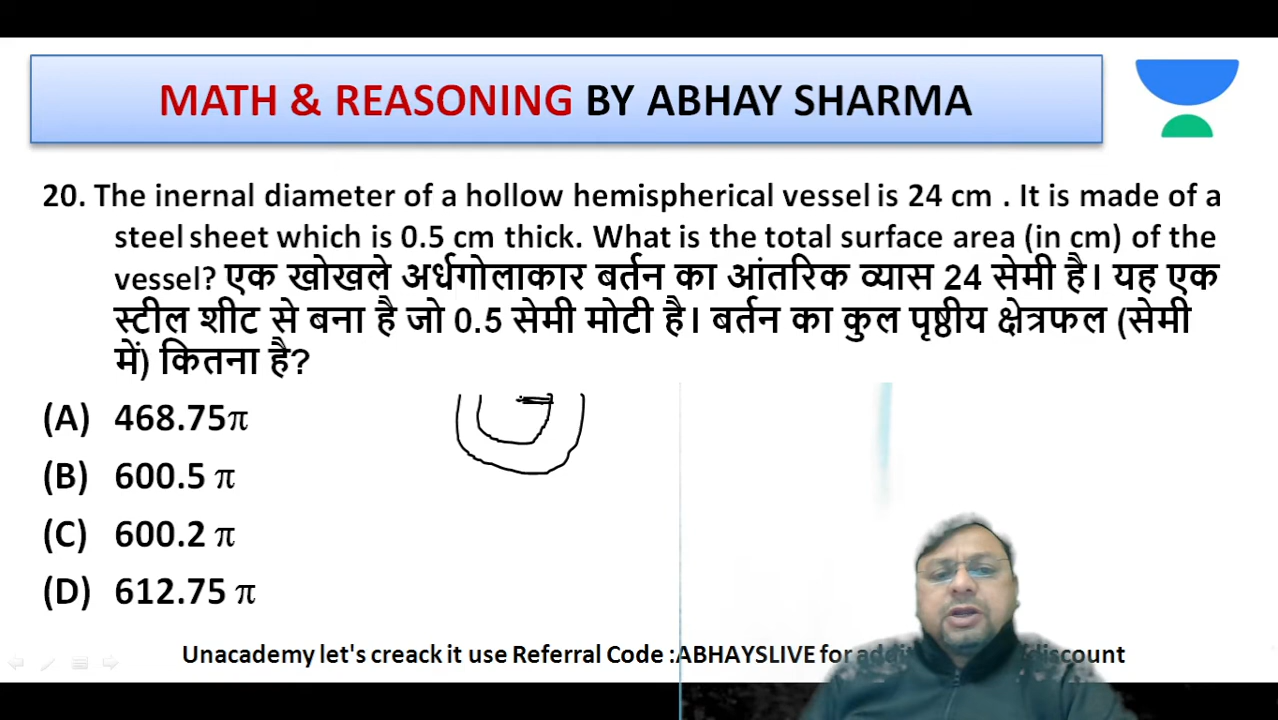 MATH & REASONING BY ABHAY SHARMA
20. The inernal diameter of a hollow hemispherical vessel is 24 cm . It is made of a
steel sheet which is 0.5 cm thick. What is the total surface area (in cm) of the
vessel? एक खोखले अर्धगोलाकार बर्तन का आंतरिक व्यास 24 सेमी है। यह एक
स्टील शीट से बना है जो 0.5 सेमी मोटी है। बर्तन का कुल पृष्ठीय क्षेत्रफल (सेमी
में) कितना है?
(A) 468.75π
(B) 600.5 π
(C) 600.2 π
(D) 612.75 π
Unacademy let's creack it use Referral Code :ABHAYSLIVE for discount